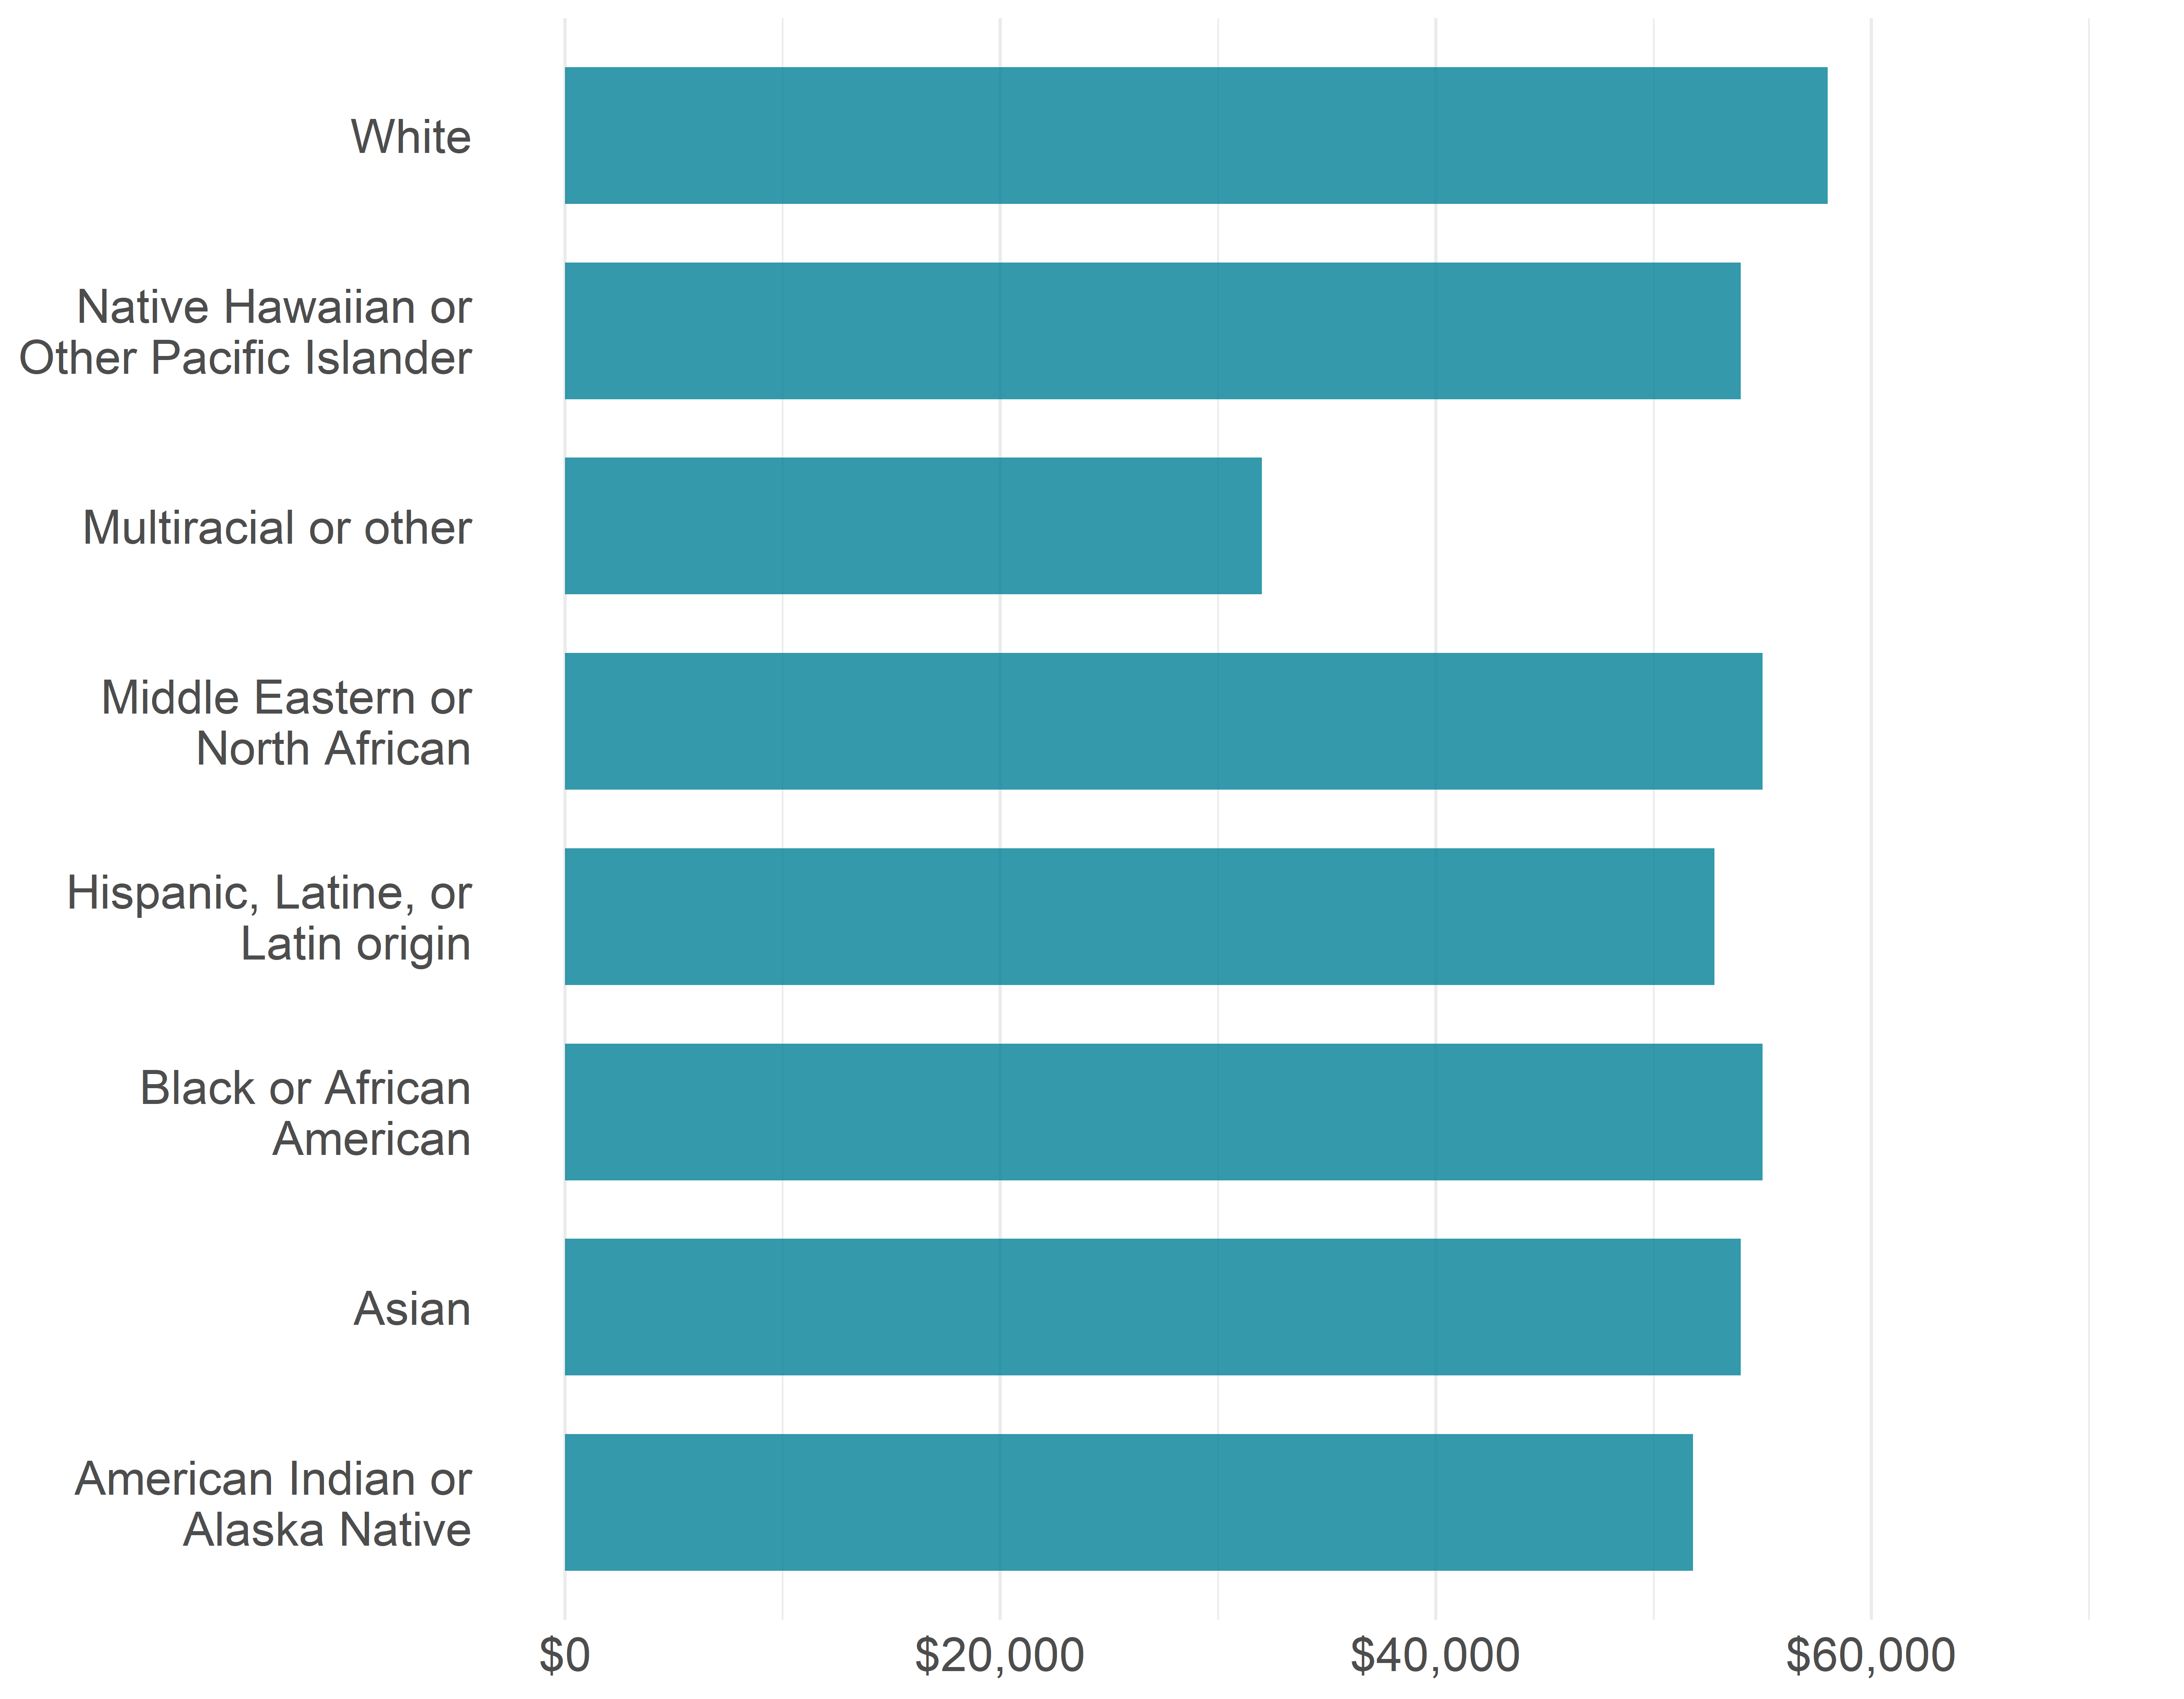 White
Native Hawaiian or
Other Pacific Islander
Multiracial or other
Middle Eastern or
North African
Hispanic, Latine, or
Latin origin
Black or African
American
Asian
American Indian or
Alaska Native
$0 $20,000 $40,000 $60,000